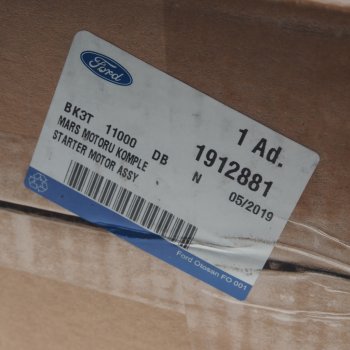 Ford
1 Ad.
BK3T 11000 DB
1912881
MARS MOTORU KOMPLE
N 05/2019
STARTER MOTOR ASSY
Ford Otosan FO 001